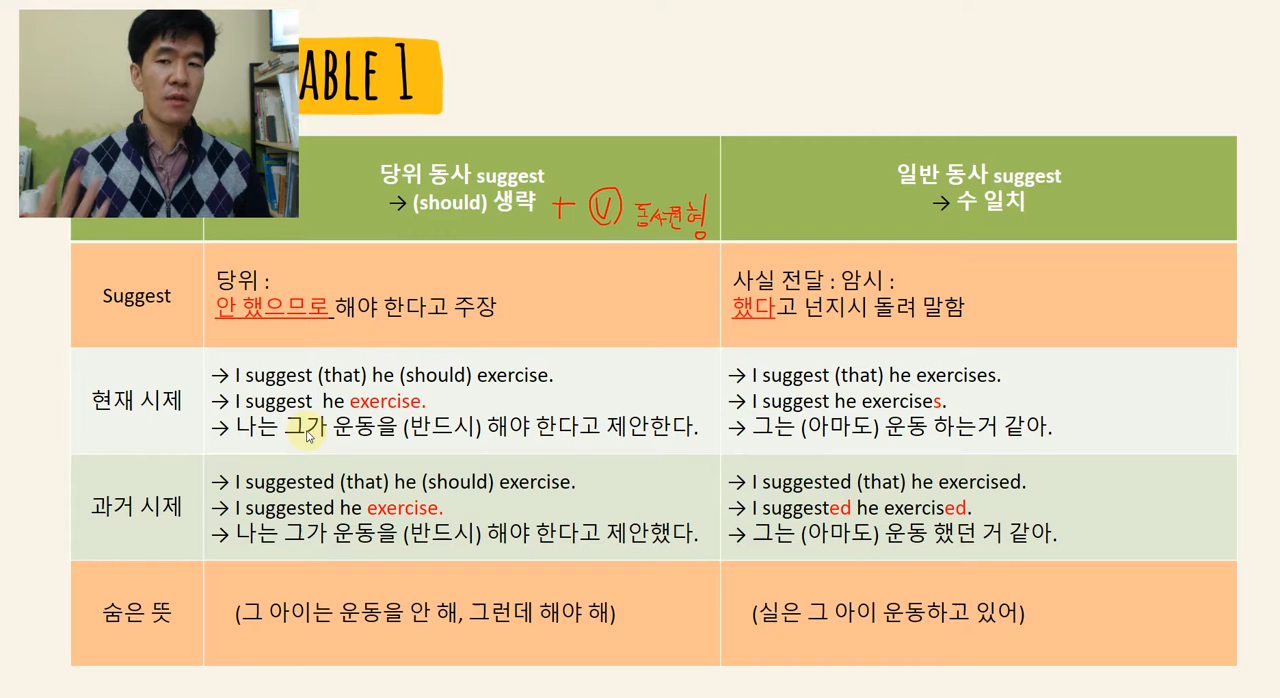 ABLE 1
당위 동사 suggest
→ (should) 생략 + Ⓥ 동사원형
일반 동사 suggest
→ 수 일치
Suggest
당위 :
안 했으므로 해야 한다고 주장
사실 전달 : 암시 :
했다고 넌지시 돌려 말함
현재 시제
→ I suggest (that) he (should) exercise.
→ I suggest he exercise.
→ 나는 그가 운동을 (반드시) 해야 한다고 제안한다.
→ I suggest (that) he exercises.
→ I suggest he exercises.
→ 그는 (아마도) 운동 하는거 같아.
과거 시제
→ I suggested (that) he (should) exercise.
→ I suggested he exercise.
→ 나는 그가 운동을 (반드시) 해야 한다고 제안했다.
→ I suggested (that) he exercised.
→ I suggested he exercised.
→ 그는 (아마도) 운동 했던 거 같아.
숨은 뜻
(그 아이는 운동을 안 해, 그런데 해야 해)
(실은 그 아이 운동하고 있어)